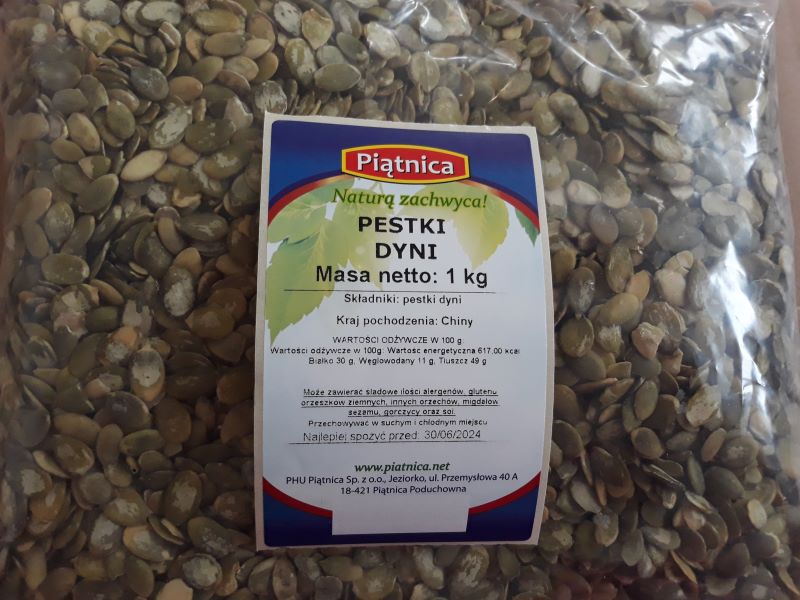 Piątnica
Naturą zachwyca!
PESTKI
DYNI
Masa netto: 1 kg
Składniki: pestki dyni
Kraj pochodzenia: Chiny
WARTOŚCI ODŻYWCZE W 100 g:
Wartości odżywcze w 100g: Wartość energetyczna 617,00 kcal
Białko 30 g, Węglowodany 11 g, Tłuszcz 49 g
Może zawierać śladowe ilości alergenów, glutenu,
orzeszków ziemnych, innych orzechów, migdałów
sezamu, gorczycy oraz soi.
Przechowywać w suchym i chłodnym miejscu
Najlepiej spożyć przed: 30/06/2024
www.piatnica.net
PHU Piątnica Sp. z o.o., Jeziorko, ul. Przemysłowa 40 A
18-421 Piątnica Poduchowna